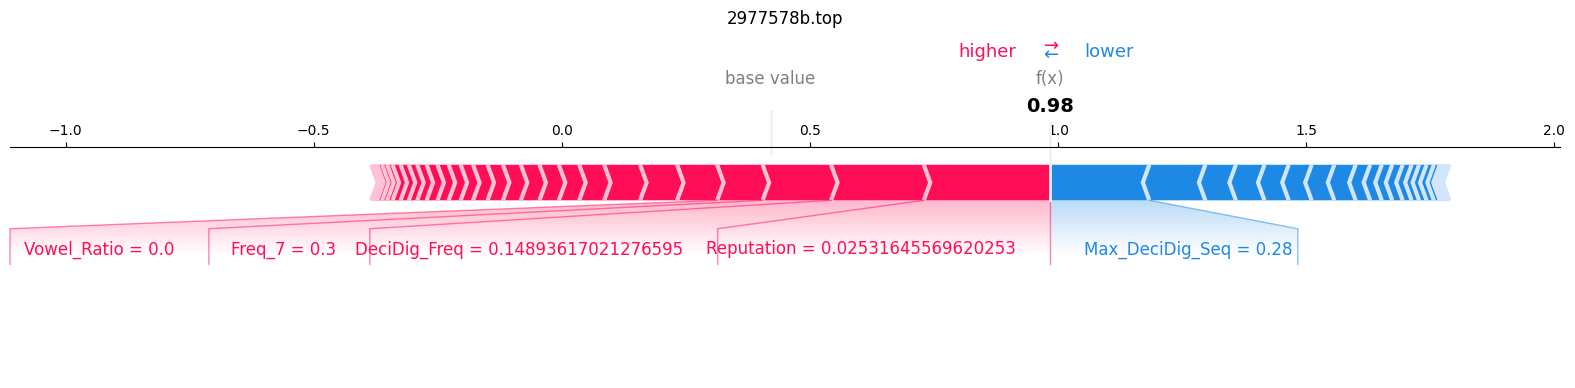 2977578b.top
higher ⇄ lower
base value f(x)
0.98
−1.0 −0.5 0.0 0.5 1.0 1.5 2.0
Vowel_Ratio = 0.0 Freq_7 = 0.3 DeciDig_Freq = 0.14893617021276595 Reputation = 0.02531645569620253 Max_DeciDig_Seq = 0.28